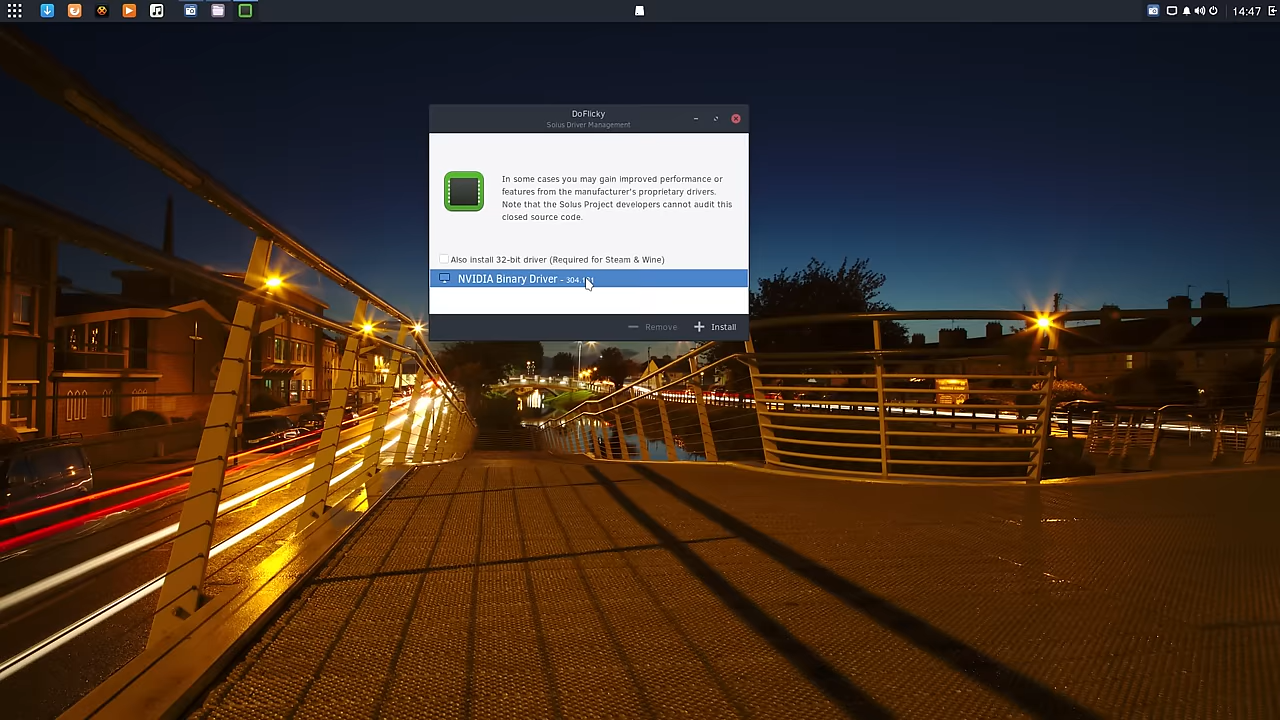 14:47
DoFlicky
Solus Driver Management
In some cases you may gain improved performance or
features from the manufacturer's proprietary drivers.
Note that the Solus Project developers cannot audit this
closed source code.
Also install 32-bit driver (Required for Steam & Wine)
NVIDIA Binary Driver -
Remove
Install